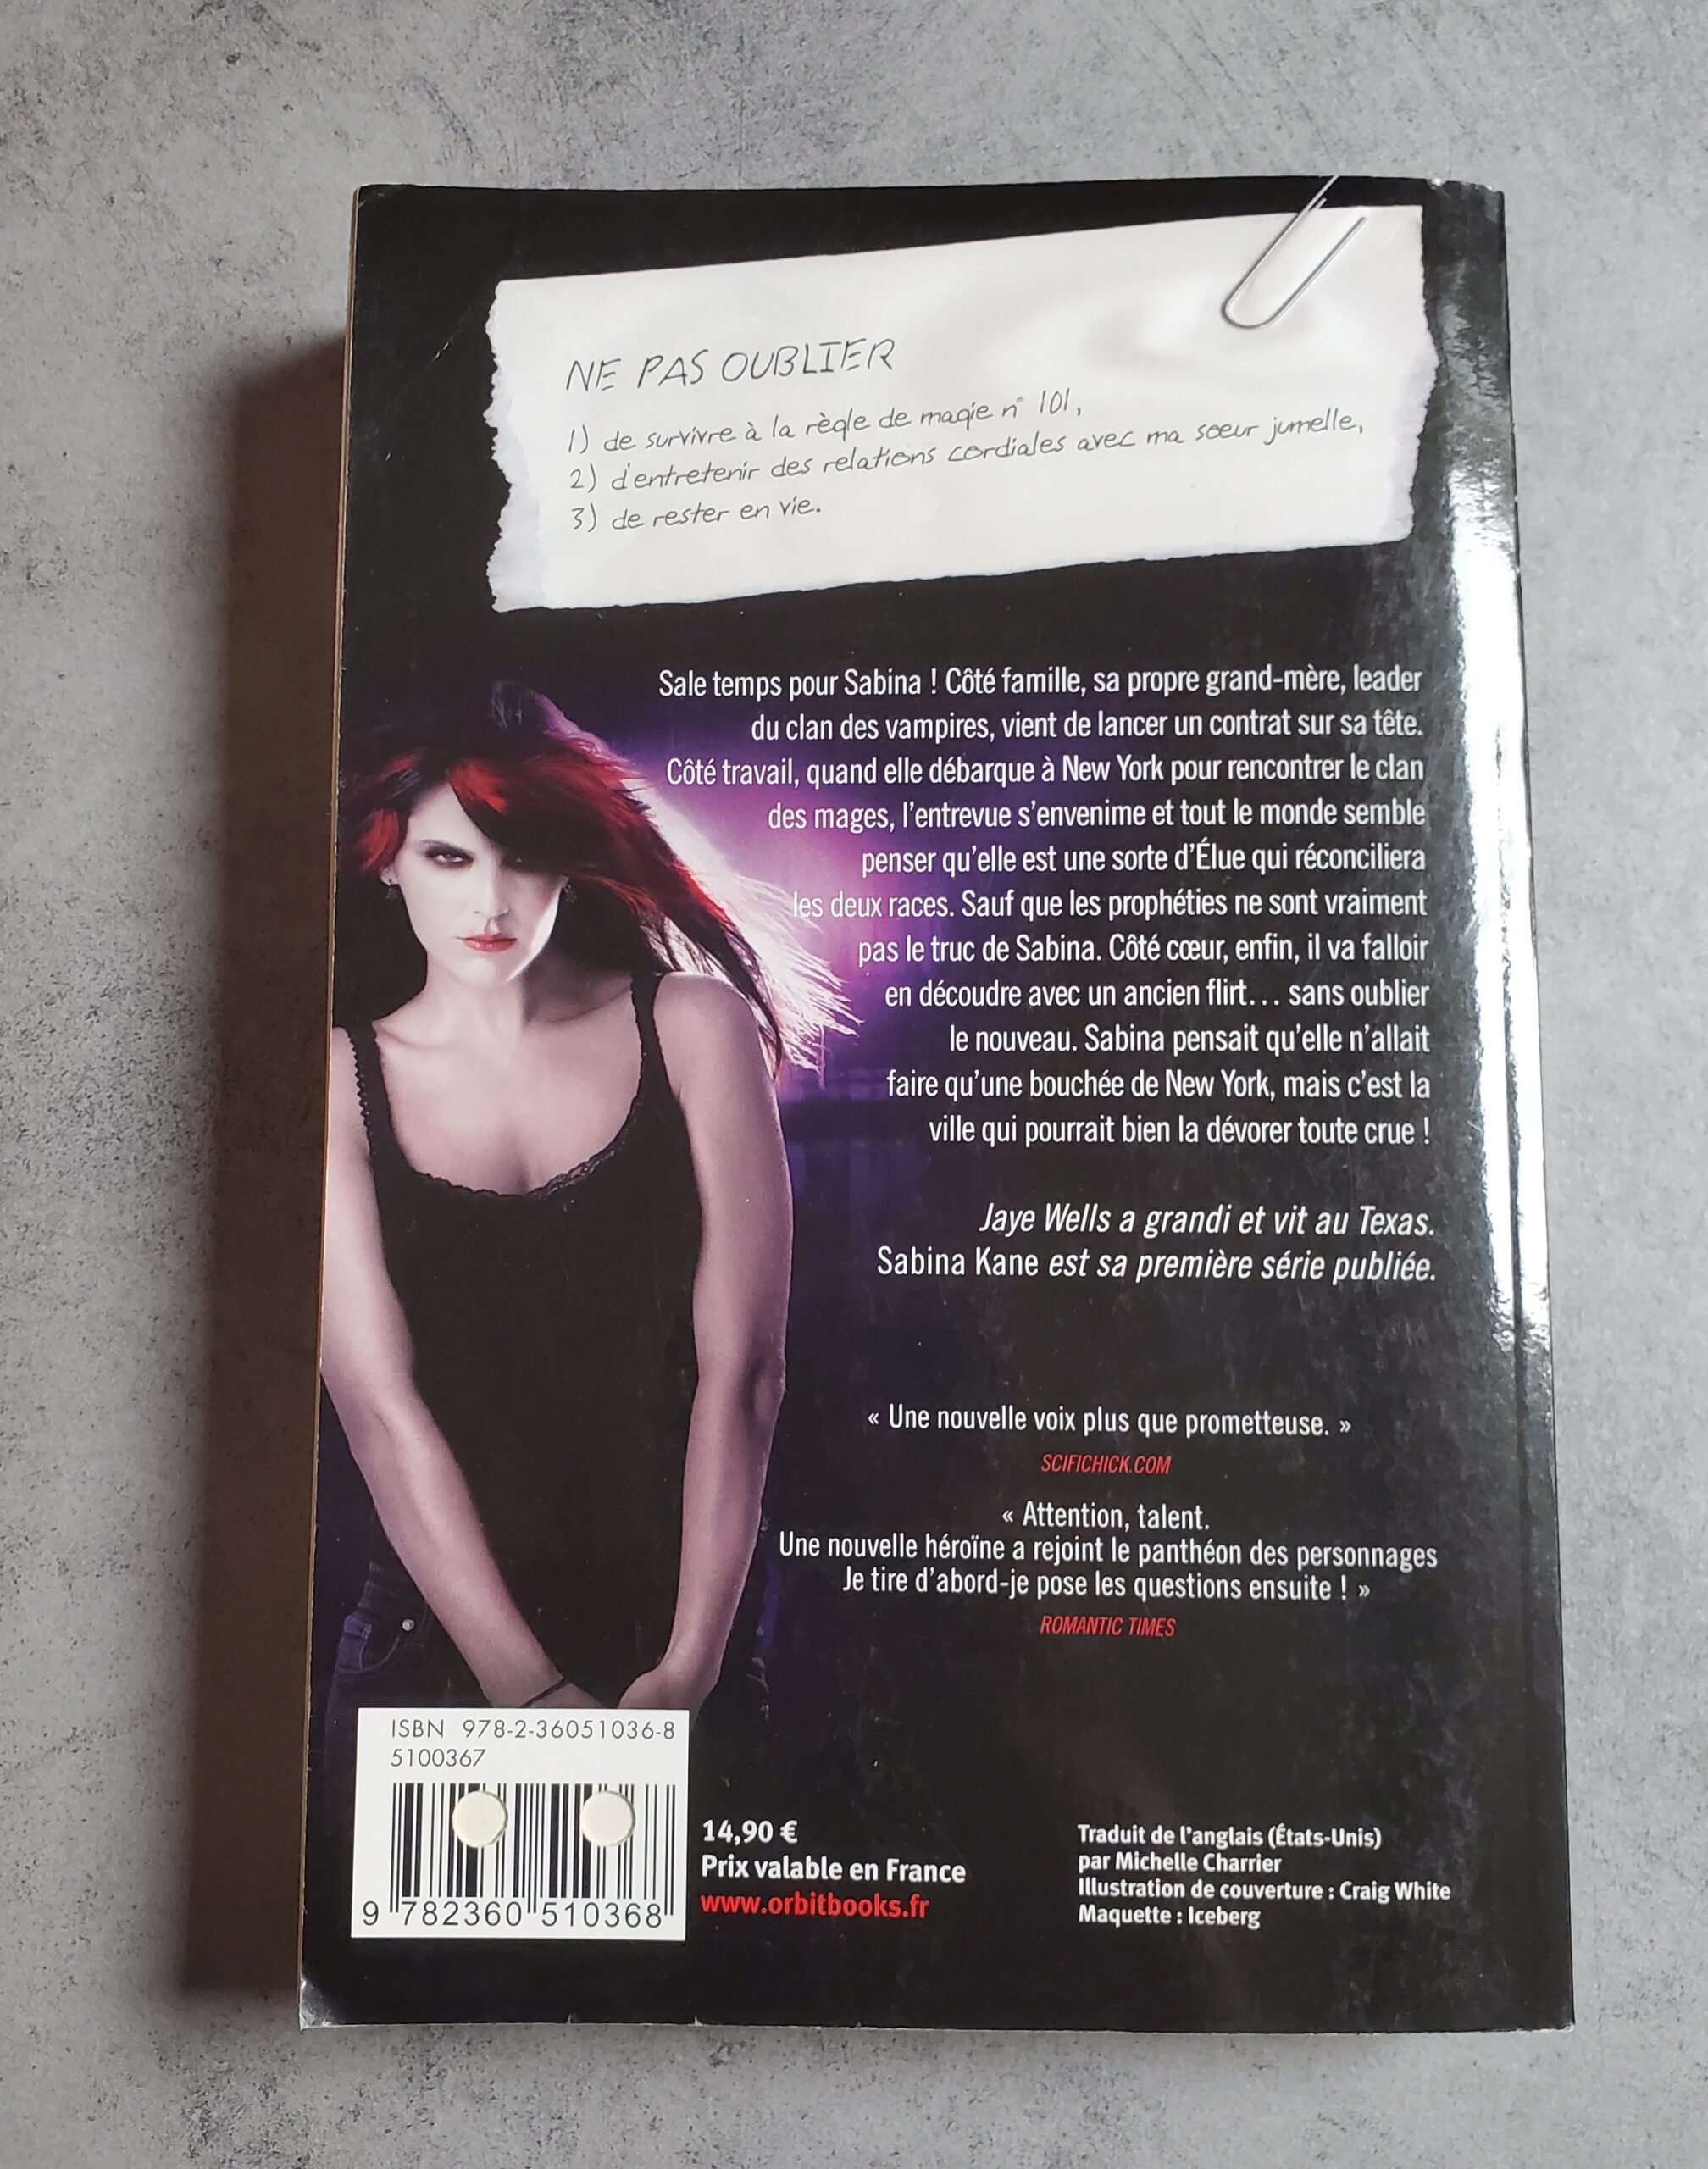 NE PAS OUBLIER
1) de survivre à la règle de magie n° 101,
2) d'entretenir des relations cordiales avec ma sœur jumelle,
3) de rester en vie.
Sale temps pour Sabina ! Côté famille, sa propre grand-mère, leader
du clan des vampires, vient de lancer un contrat sur sa tête.
Côté travail, quand elle débarque à New York pour rencontrer le clan
des mages, l'entrevue s'envenime et tout le monde semble
penser qu'elle est une sorte d'Élue qui réconciliera
les deux races. Sauf que les prophéties ne sont vraiment
pas le truc de Sabina. Côté cœur, enfin, il va falloir
en découdre avec un ancien flirt… sans oublier
le nouveau. Sabina pensait qu'elle n'allait
faire qu'une bouchée de New York, mais c'est la
ville qui pourrait bien la dévorer toute crue !
Jaye Wells a grandi et vit au Texas.
Sabina Kane est sa première série publiée.
« Une nouvelle voix plus que prometteuse. »
SCIFICHICK.COM
« Attention, talent.
Une nouvelle héroïne a rejoint le panthéon des personnages
Je tire d'abord-je pose les questions ensuite ! »
ROMANTIC TIMES
ISBN 978-2-36051036-8
5100367
9 782360 510368
14,90 €
Prix valable en France
www.orbitbooks.fr
Traduit de l'anglais (États-Unis)
par Michelle Charrier
Illustration de couverture : Craig White
Maquette : Iceberg